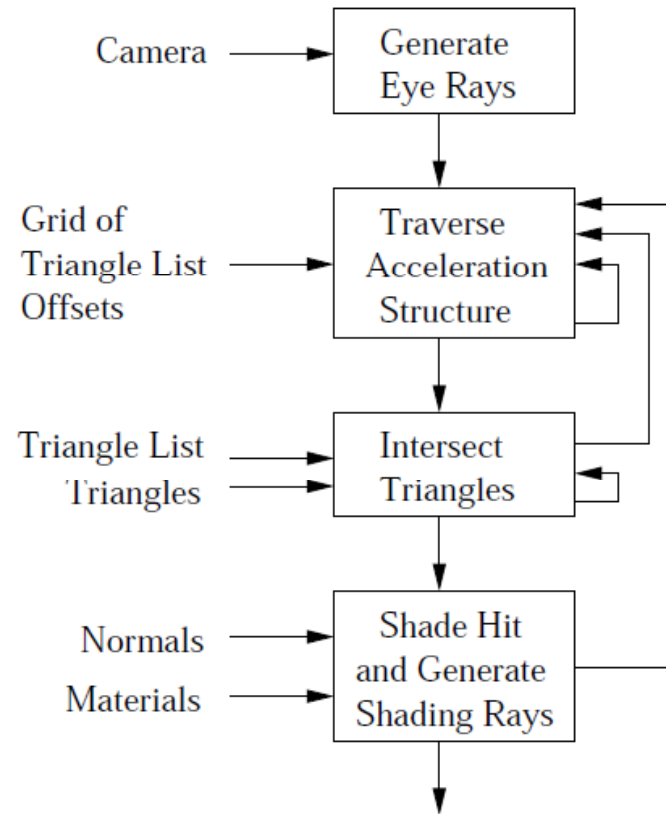 Camera
Generate
Eye Rays
Grid of
Triangle List
Offsets
Traverse
Acceleration
Structure
Triangle List
Triangles
Intersect
Triangles
Normals
Materials
Shade Hit
and Generate
Shading Rays